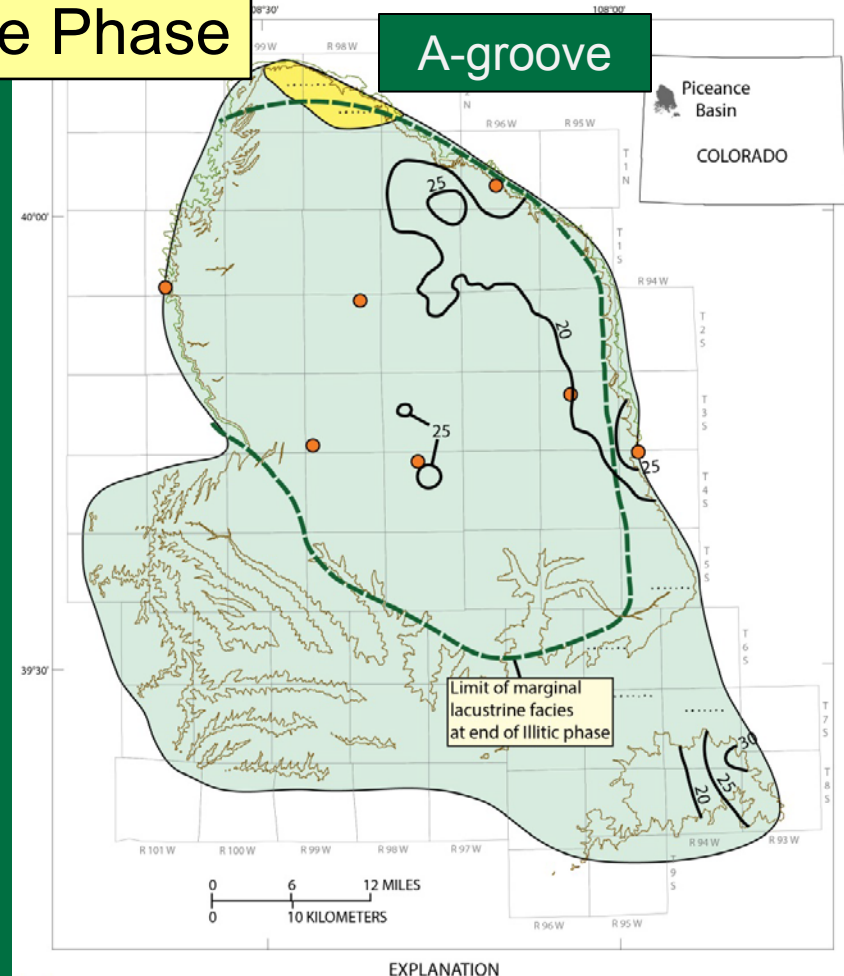 e Phase
A-groove
08°30'
108°00'
99 W
R 98 W
N
R 96 W
R 95 W
Piceance
Basin
COLORADO
T
1
N
25
40°00'
T
1
S
R 94 W
20
T
2
S
T
3
S
25
25
T
4
S
T
5
S
T
6
S
39°30'
Limit of marginal
lacustrine facies
at end of Illitic phase
T
7
S
30
25
20
T
8
S
R 101 W
R 100 W
R 99 W
R 98 W
R 97 W
R 94 W
R 93 W
T
9
S
0 6 12 MILES
0 10 KILOMETERS
R 96 W
R 95 W
EXPLANATION